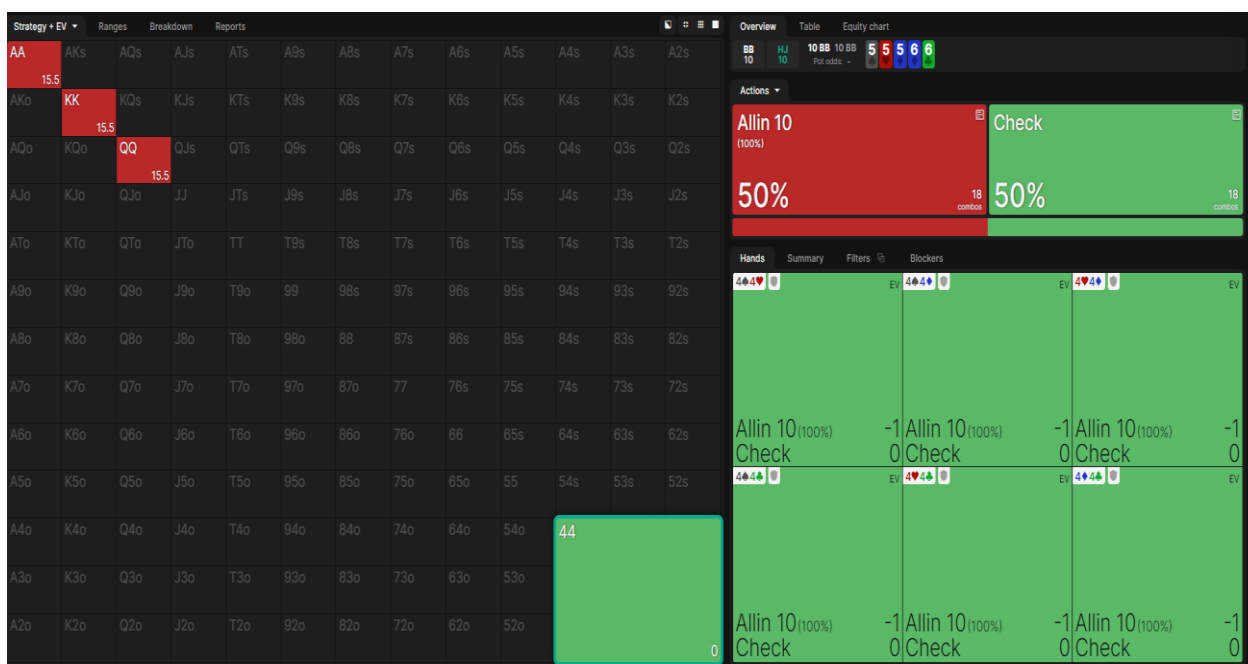 Strategy + EV Ranges Breakdown Reports
AA AKs AQs AJs ATs A9s A8s A7s A6s A5s A4s A3s A2s
15.5
AKo KK KQs KJs KTs K9s K8s K7s K6s K5s K4s K3s K2s
15.5
AQo KQo QQ QJs QTs Q9s Q8s Q7s Q6s Q5s Q4s Q3s Q2s
15.5
AJo KJo QJo JJ JTs J9s J8s J7s J6s J5s J4s J3s J2s
ATo KTo QTo JTo TT T9s T8s T7s T6s T5s T4s T3s T2s
A9o K9o Q9o J9o T9o 99 98s 97s 96s 95s 94s 93s 92s
A8o K8o Q8o J8o T8o 98o 88 87s 86s 85s 84s 83s 82s
A7o K7o Q7o J7o T7o 97o 87o 77 76s 75s 74s 73s 72s
A6o K6o Q6o J6o T6o 96o 86o 76o 66 65s 64s 63s 62s
A5o K5o Q5o J5o T5o 95o 85o 75o 65o 55 54s 53s 52s
A4o K4o Q4o J4o T4o 94o 84o 74o 64o 54o 44
A3o K3o Q3o J3o T3o 93o 83o 73o 63o 53o
A2o K2o Q2o J2o T2o 92o 82o 72o 62o 52o
0
Overview Table Equity chart
BB HJ 10 BB 10 BB 5 5 5 6 6
10 10 Pot odds: -
Actions
Allin 10 Check
(100%)
50% 18 50% 18
combos combos
Hands Summary Filters Blockers
4♠4♥ EV 4♠4♦ EV 4♥4♦ EV
Allin 10 (100%) -1 Allin 10 (100%) -1 Allin 10 (100%) -1
Check 0 Check 0 Check 0
4♠4♣ EV 4♥4♣ EV 4♦4♣ EV
Allin 10 (100%) -1 Allin 10 (100%) -1 Allin 10 (100%) -1
Check 0 Check 0 Check 0